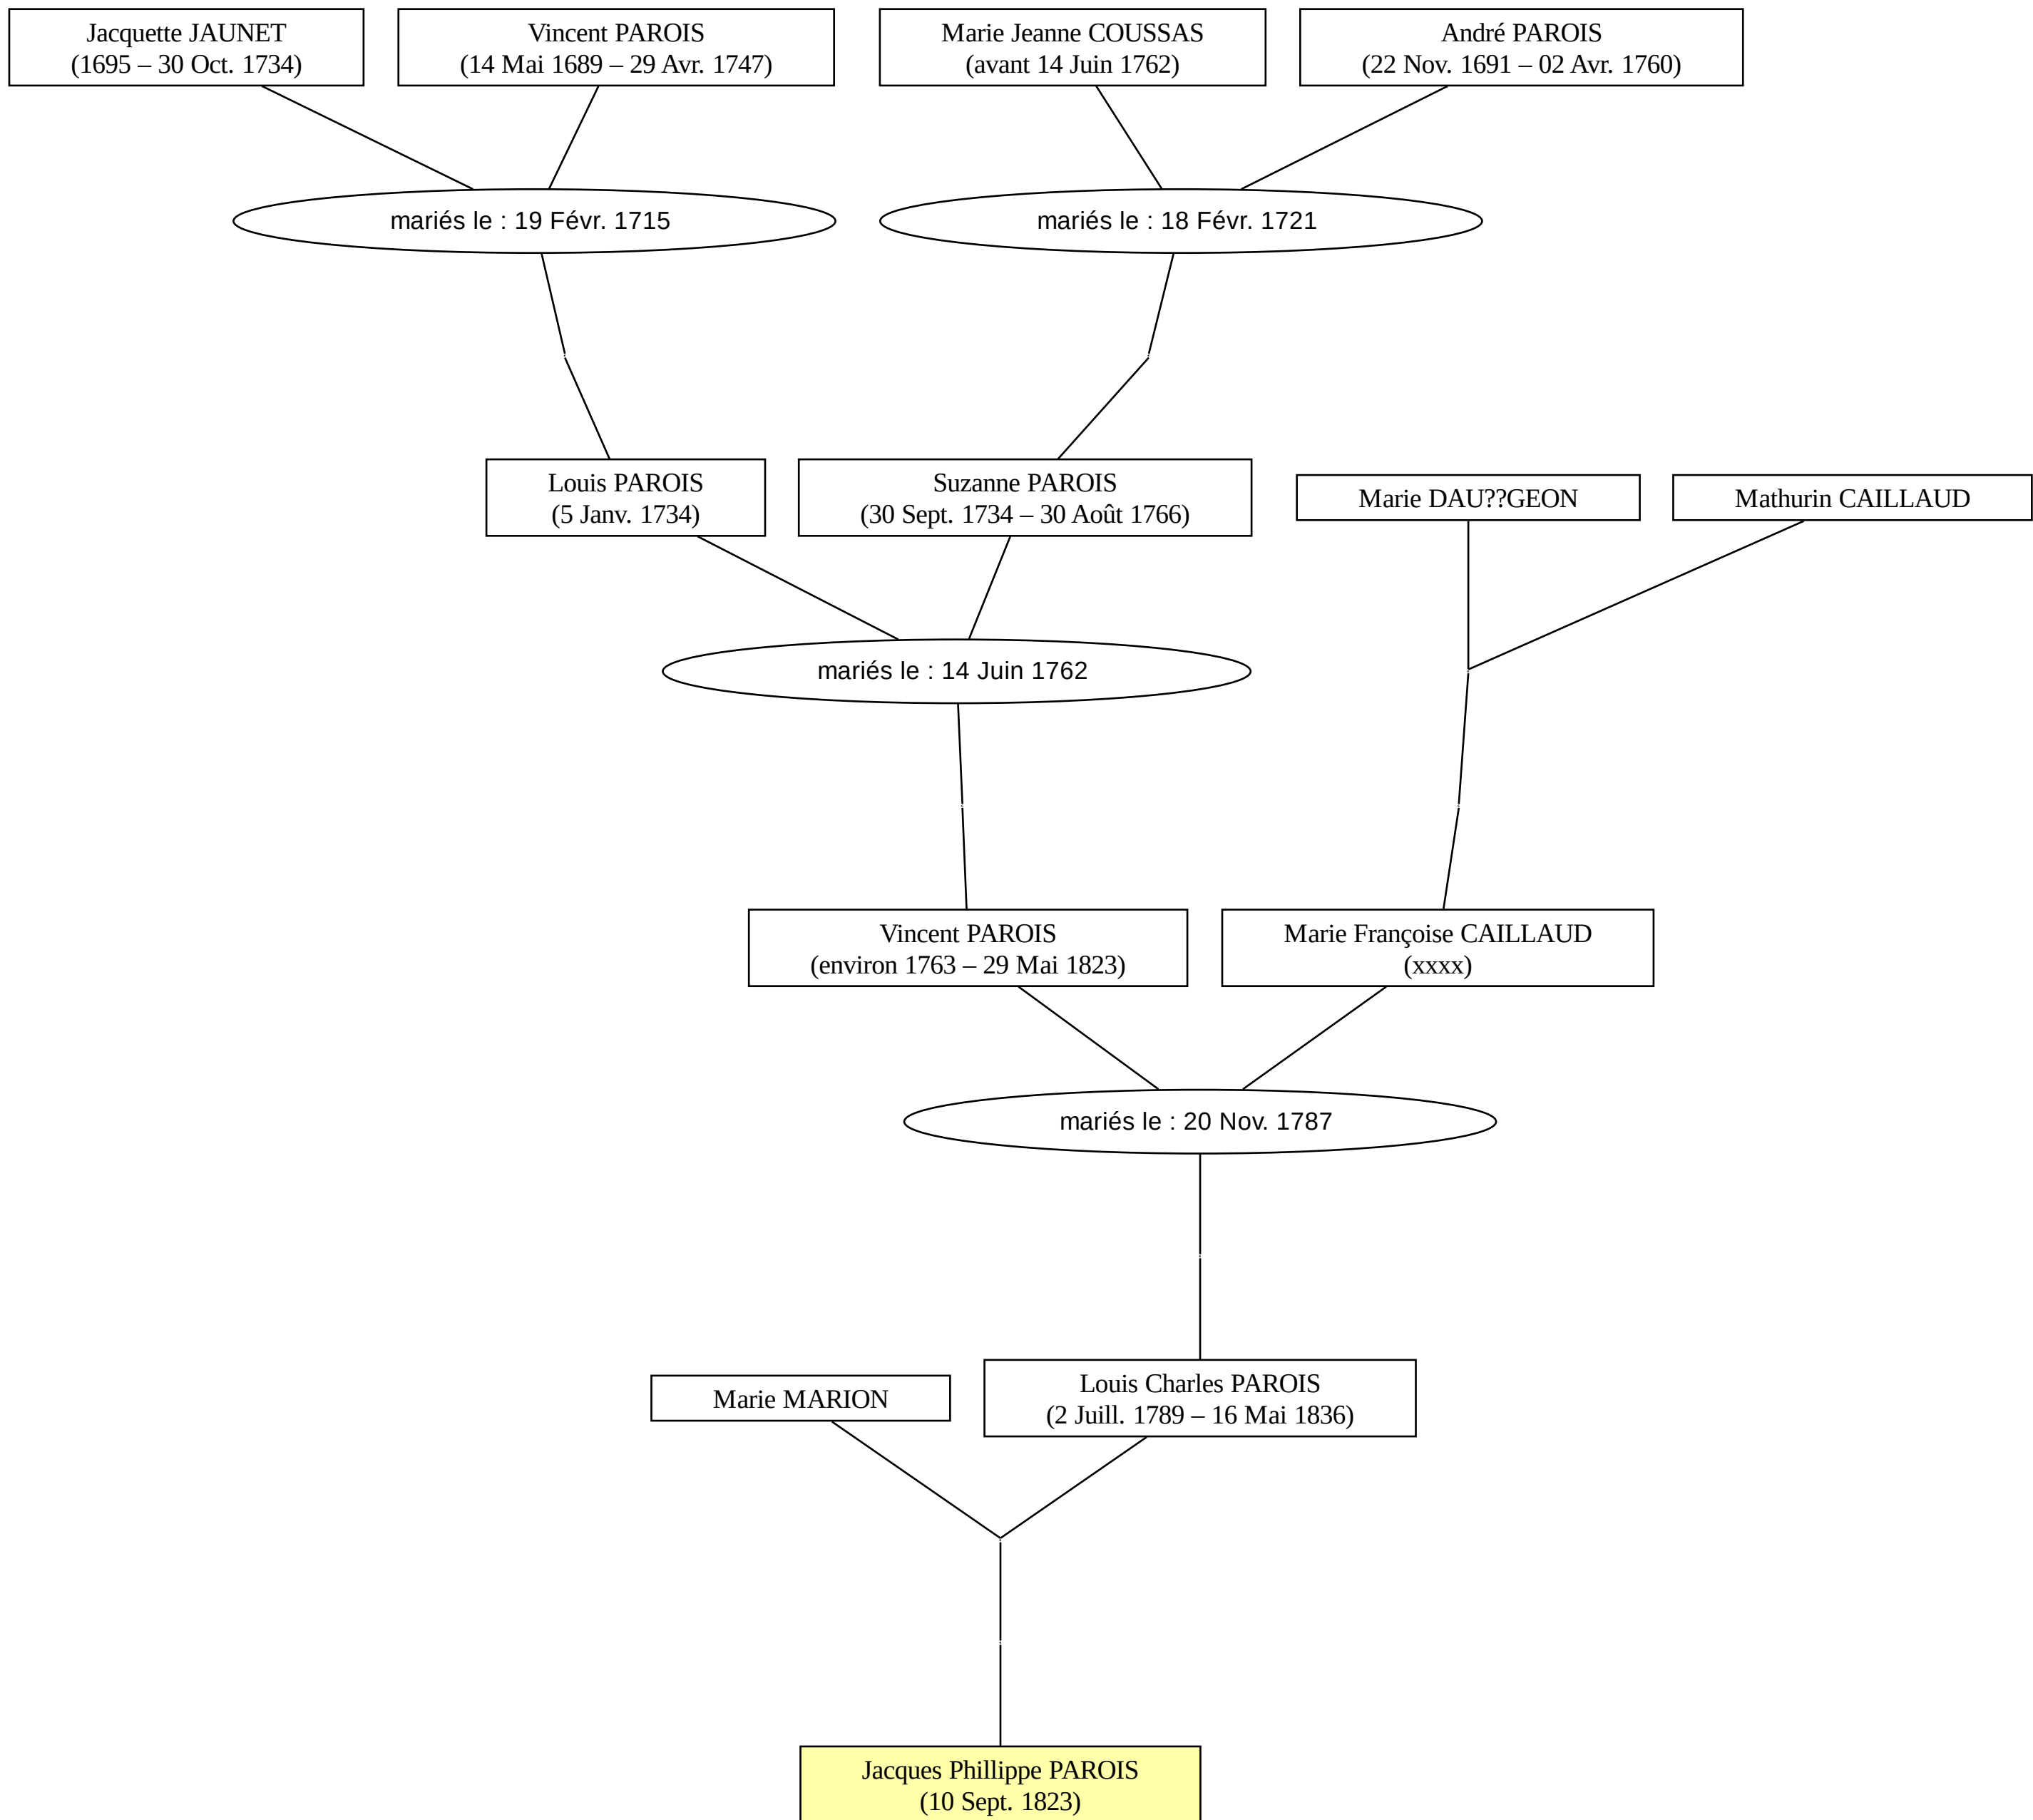 Jacquette JAUNET
(1695 – 30 Oct. 1734)
Vincent PAROIS
(14 Mai 1689 – 29 Avr. 1747)
Marie Jeanne COUSSAS
(avant 14 Juin 1762)
André PAROIS
(22 Nov. 1691 – 02 Avr. 1760)
mariés le : 19 Févr. 1715
mariés le : 18 Févr. 1721
Louis PAROIS
(5 Janv. 1734)
Suzanne PAROIS
(30 Sept. 1734 – 30 Août 1766)
Marie DAU??GEON
Mathurin CAILLAUD
mariés le : 14 Juin 1762
Vincent PAROIS
(environ 1763 – 29 Mai 1823)
Marie Françoise CAILLAUD
(xxxx)
mariés le : 20 Nov. 1787
Marie MARION
Louis Charles PAROIS
(2 Juill. 1789 – 16 Mai 1836)
Jacques Phillippe PAROIS
(10 Sept. 1823)